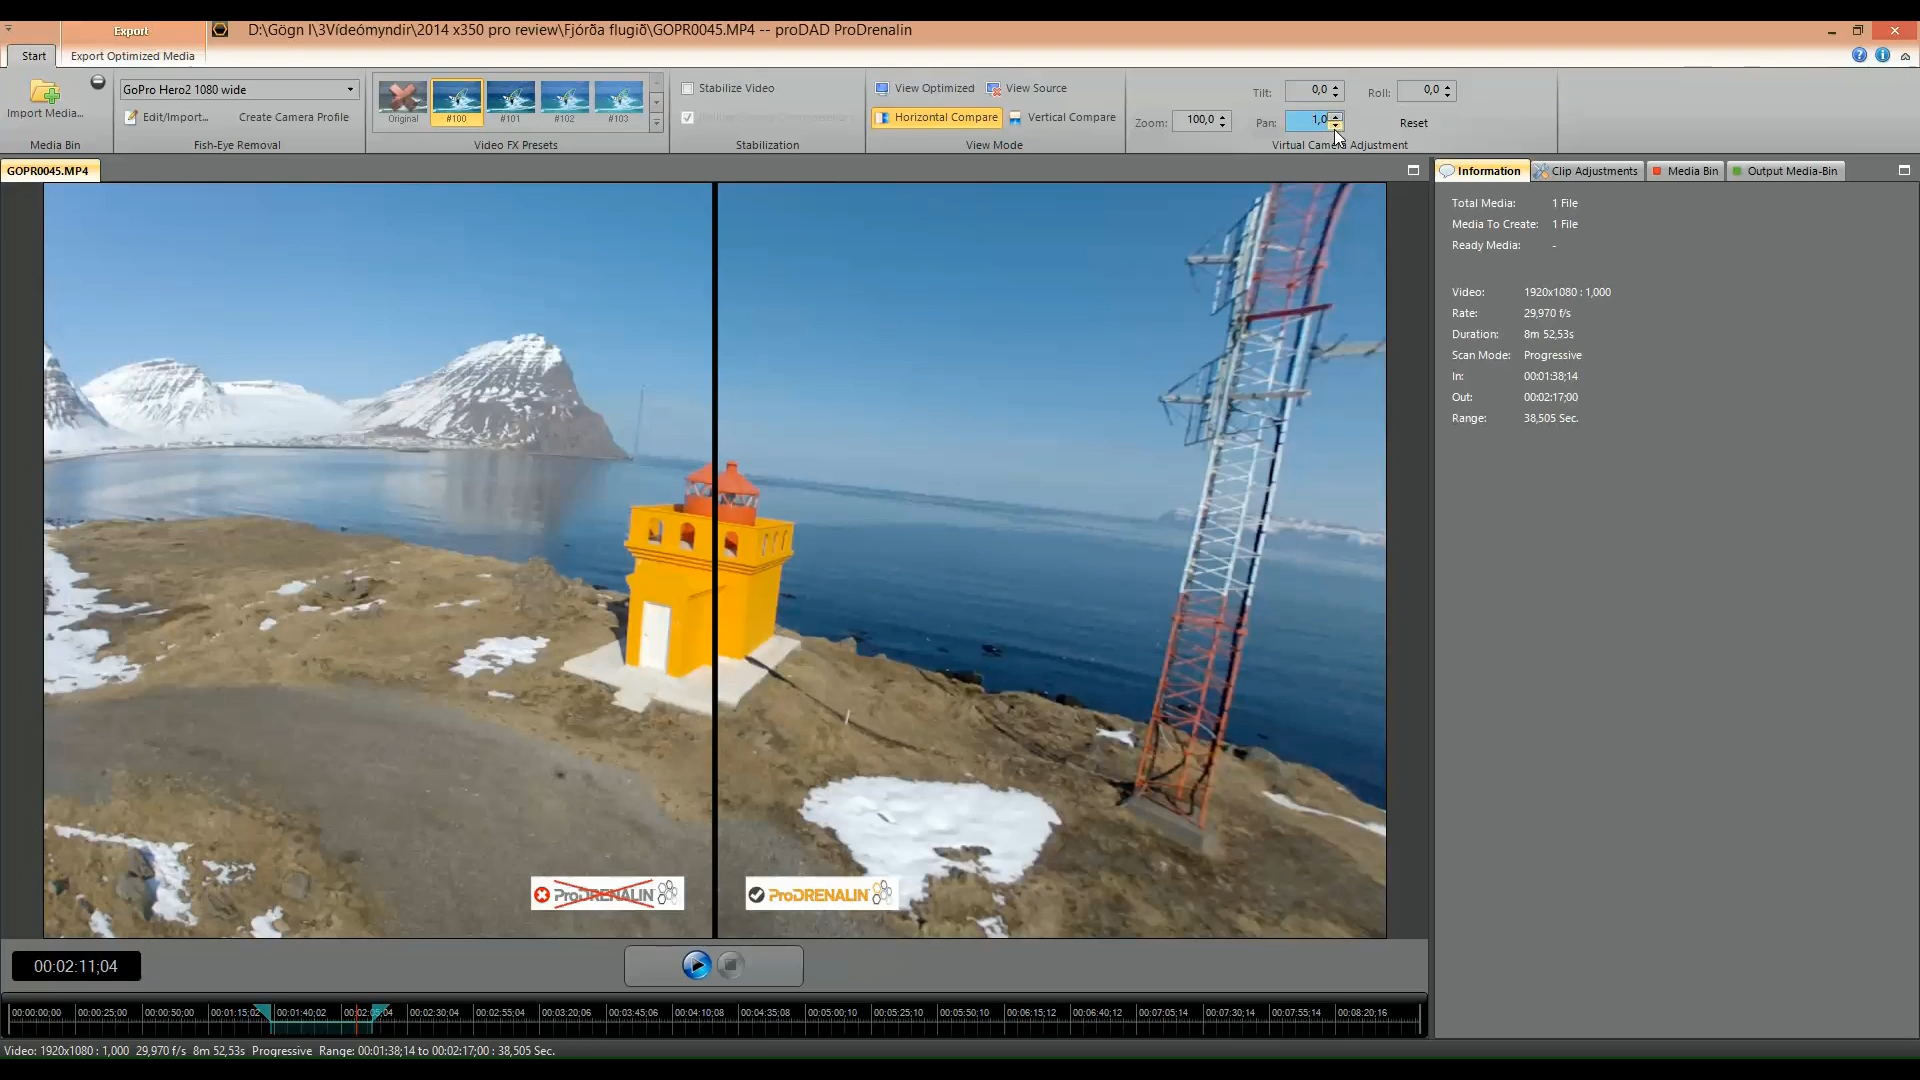 Export
D:\Gögn I\3Vídeómyndir\2014 x350 pro review\Fjórða flugið\GOPR0045.MP4 -- proDAD ProDrenalin
Start
Export Optimized Media
GoPro Hero2 1080 wide
Import Media...
Edit/Import...
Create Camera Profile
Original
#100
#101
#102
#103
Stabilize Video
View Optimized
View Source
Horizontal Compare
Vertical Compare
Tilt: 0,0
Roll: 0,0
Zoom: 100,0
Pan: 1,0
Reset
Media Bin
Fish-Eye Removal
Video FX Presets
Stabilization
View Mode
Virtual Camera Adjustment
GOPR0045.MP4
Information
Clip Adjustments
Media Bin
Output Media-Bin
Total Media: 1 File
Media To Create: 1 File
Ready Media: -
Video: 1920x1080 : 1,000
Rate: 29,970 f/s
Duration: 8m 52,53s
Scan Mode: Progressive
In: 00:01:38;14
Out: 00:02:17;00
Range: 38,505 Sec.
ProDRENALIN
ProDRENALIN
00:02:11;04
00:00:00;00 00:00:25;00 00:00:50;00 00:01:15;02 00:01:40;02 00:02:05;04 00:02:30;04 00:02:55;04 00:03:20;06 00:03:45;06 00:04:10;08 00:04:35;08 00:05:00;10 00:05:25;10 00:05:50;10 00:06:15;12 00:06:40;12 00:07:05;14 00:07:30;14 00:07:55;14 00:08:20;16
Video: 1920x1080 : 1,000 29,970 f/s 8m 52,53s Progressive Range: 00:01:38;14 to 00:02:17;00 : 38,505 Sec.